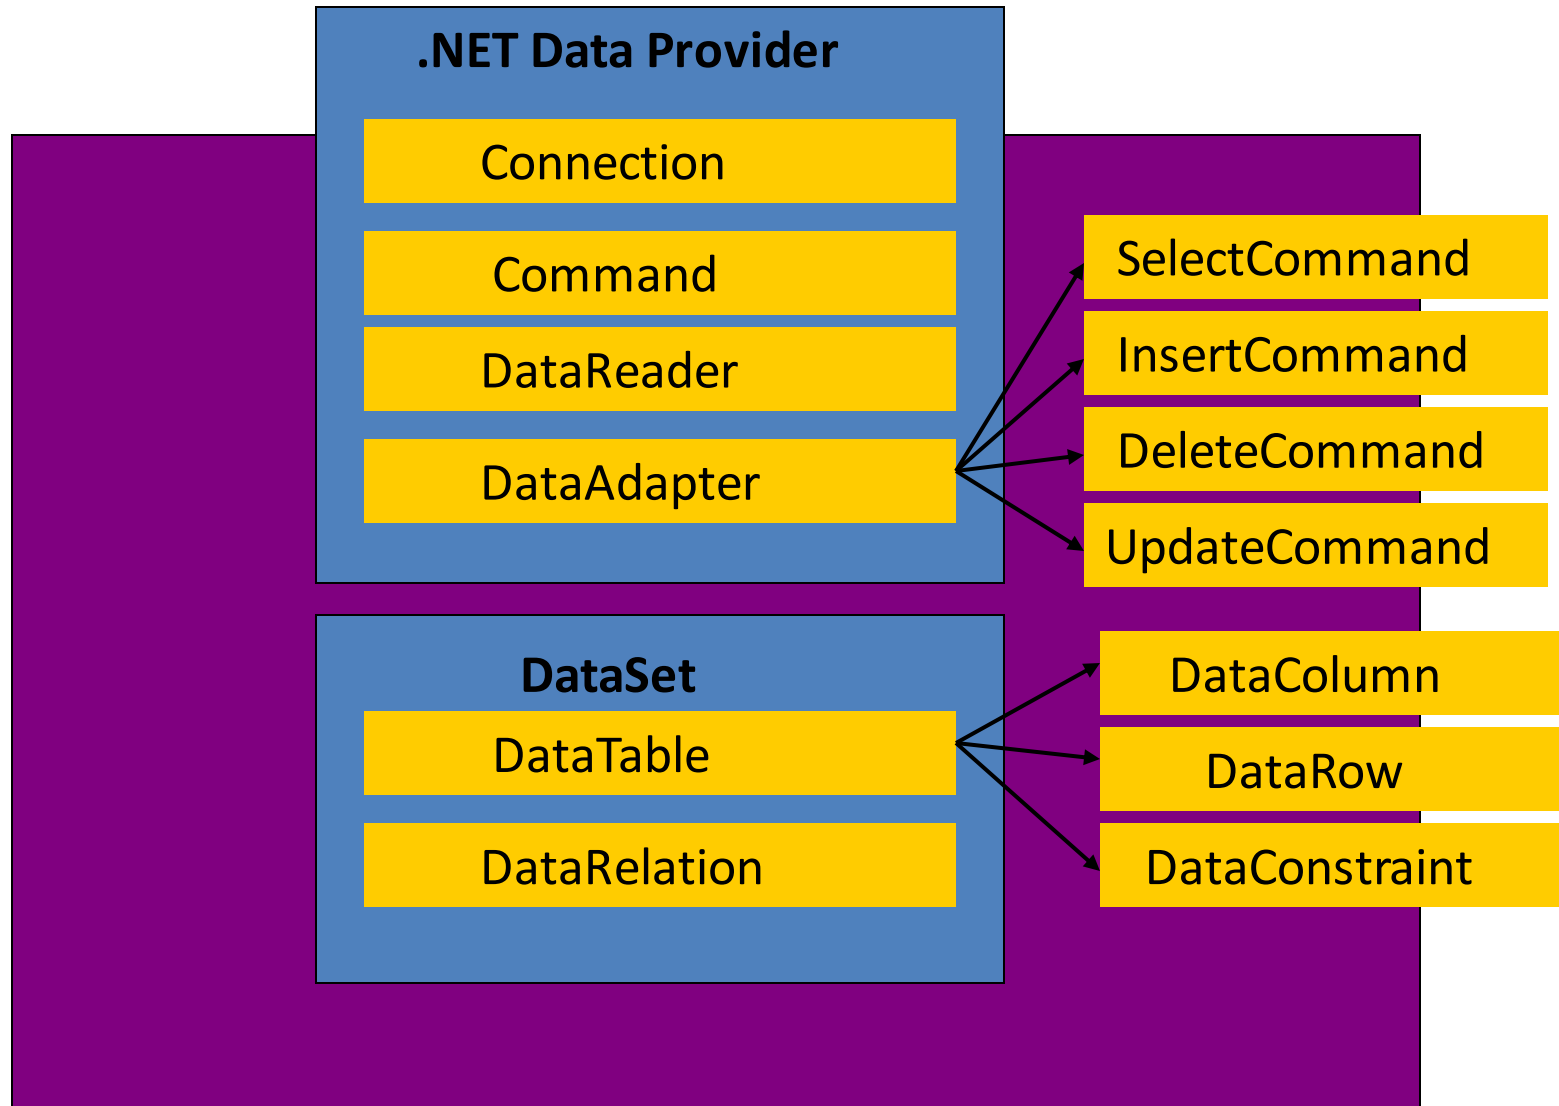 .NET Data Provider
Connection
Command
DataReader
DataAdapter
SelectCommand
InsertCommand
DeleteCommand
UpdateCommand
DataSet
DataTable
DataRelation
DataColumn
DataRow
DataConstraint